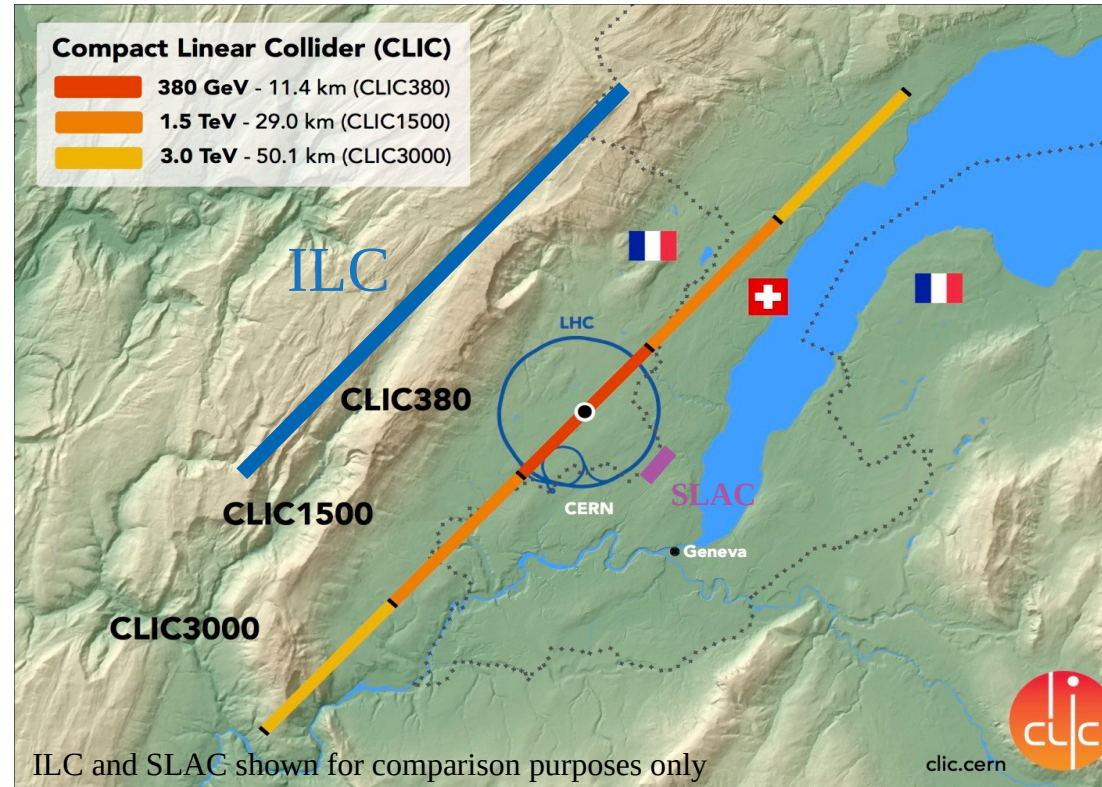 Compact Linear Collider (CLIC)
380 GeV - 11.4 km (CLIC380)
1.5 TeV - 29.0 km (CLIC1500)
3.0 TeV - 50.1 km (CLIC3000)
ILC
LHC
CLIC380
SLAC
CLIC1500
CERN
Geneva
CLIC3000
clic
ILC and SLAC shown for comparison purposes only
clic.cern